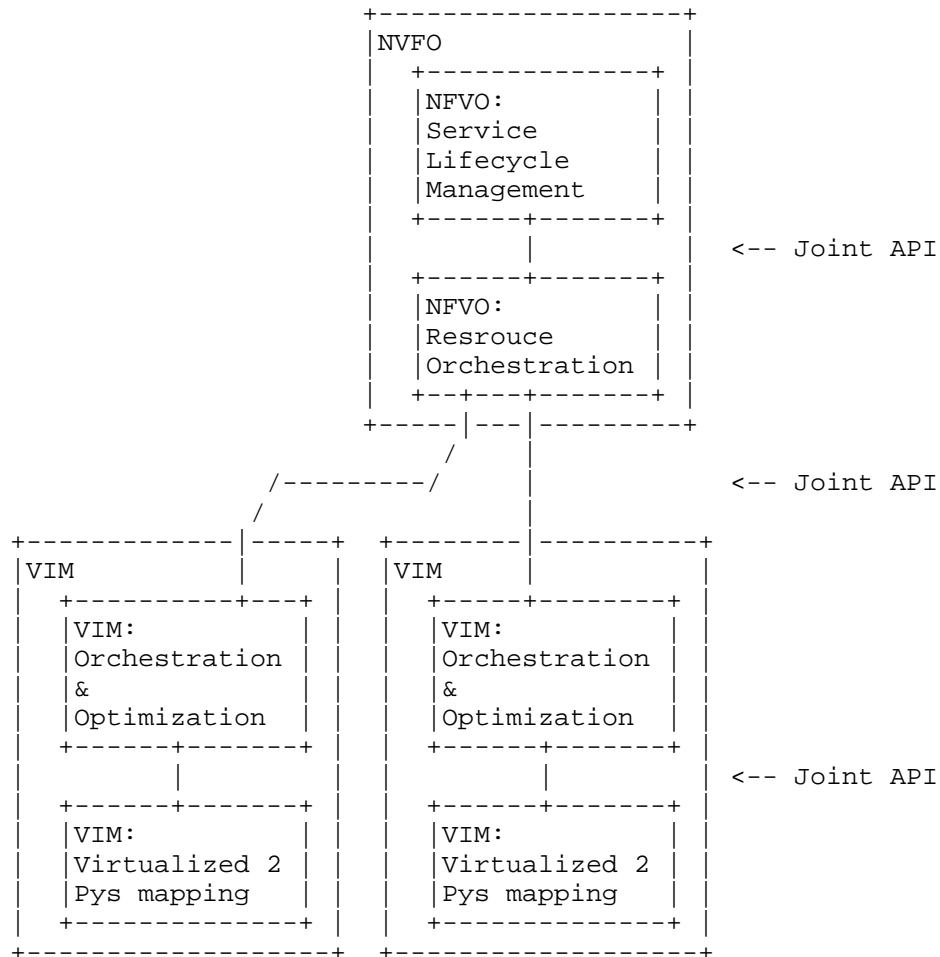 NVFO
NFVO:
Service
Lifecycle
Management
<-- Joint API
NFVO:
Resrouce
Orchestration
<-- Joint API
VIM VIM
VIM: VIM:
Orchestration Orchestration
& &
Optimization Optimization
<-- Joint API
VIM: VIM:
Virtualized 2 Virtualized 2
Pys mapping Pys mapping